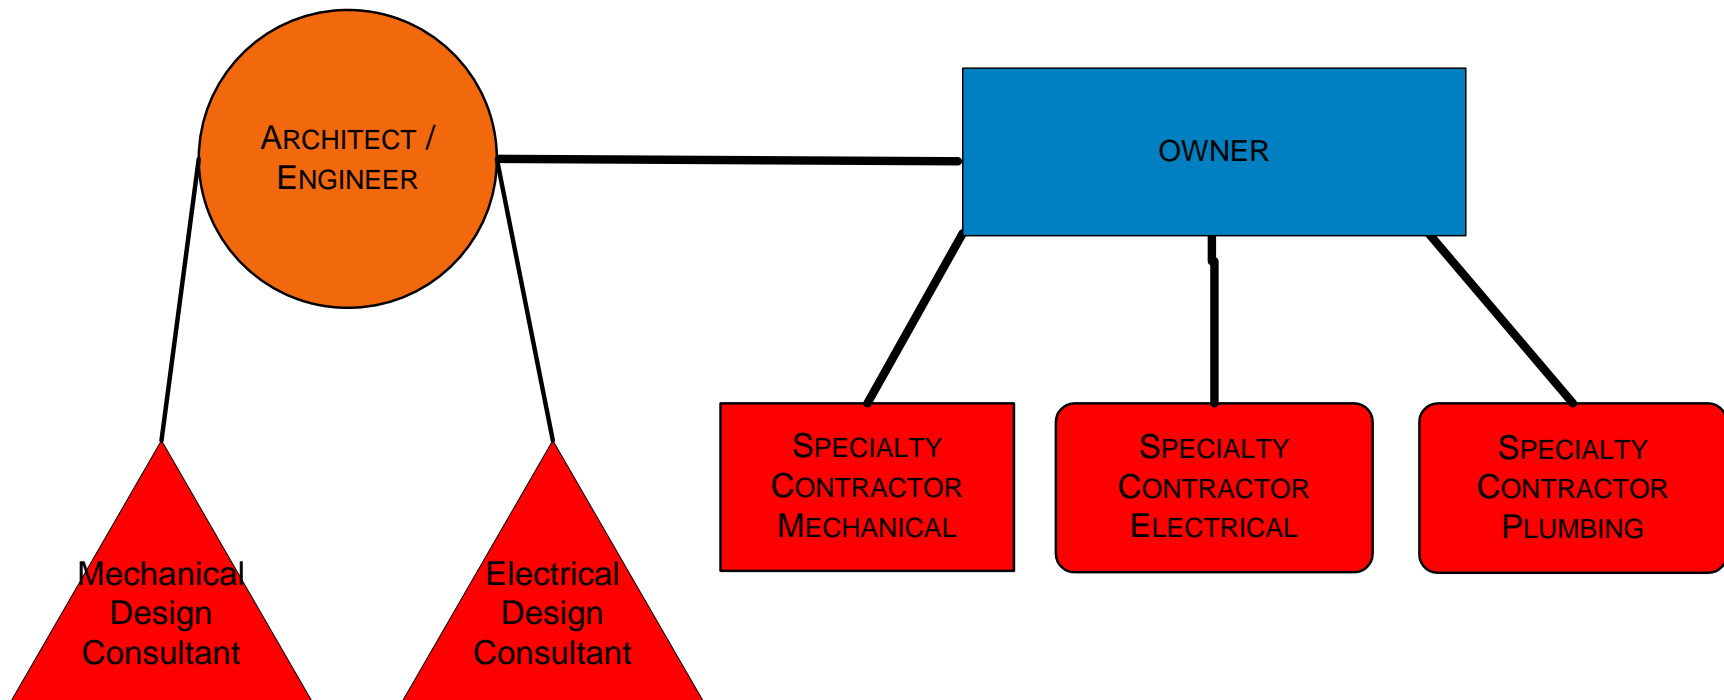 ARCHITECT /
ENGINEER
OWNER
SPECIALTY
CONTRACTOR
MECHANICAL
SPECIALTY
CONTRACTOR
ELECTRICAL
SPECIALTY
CONTRACTOR
PLUMBING
Mechanical
Design
Consultant
Electrical
Design
Consultant